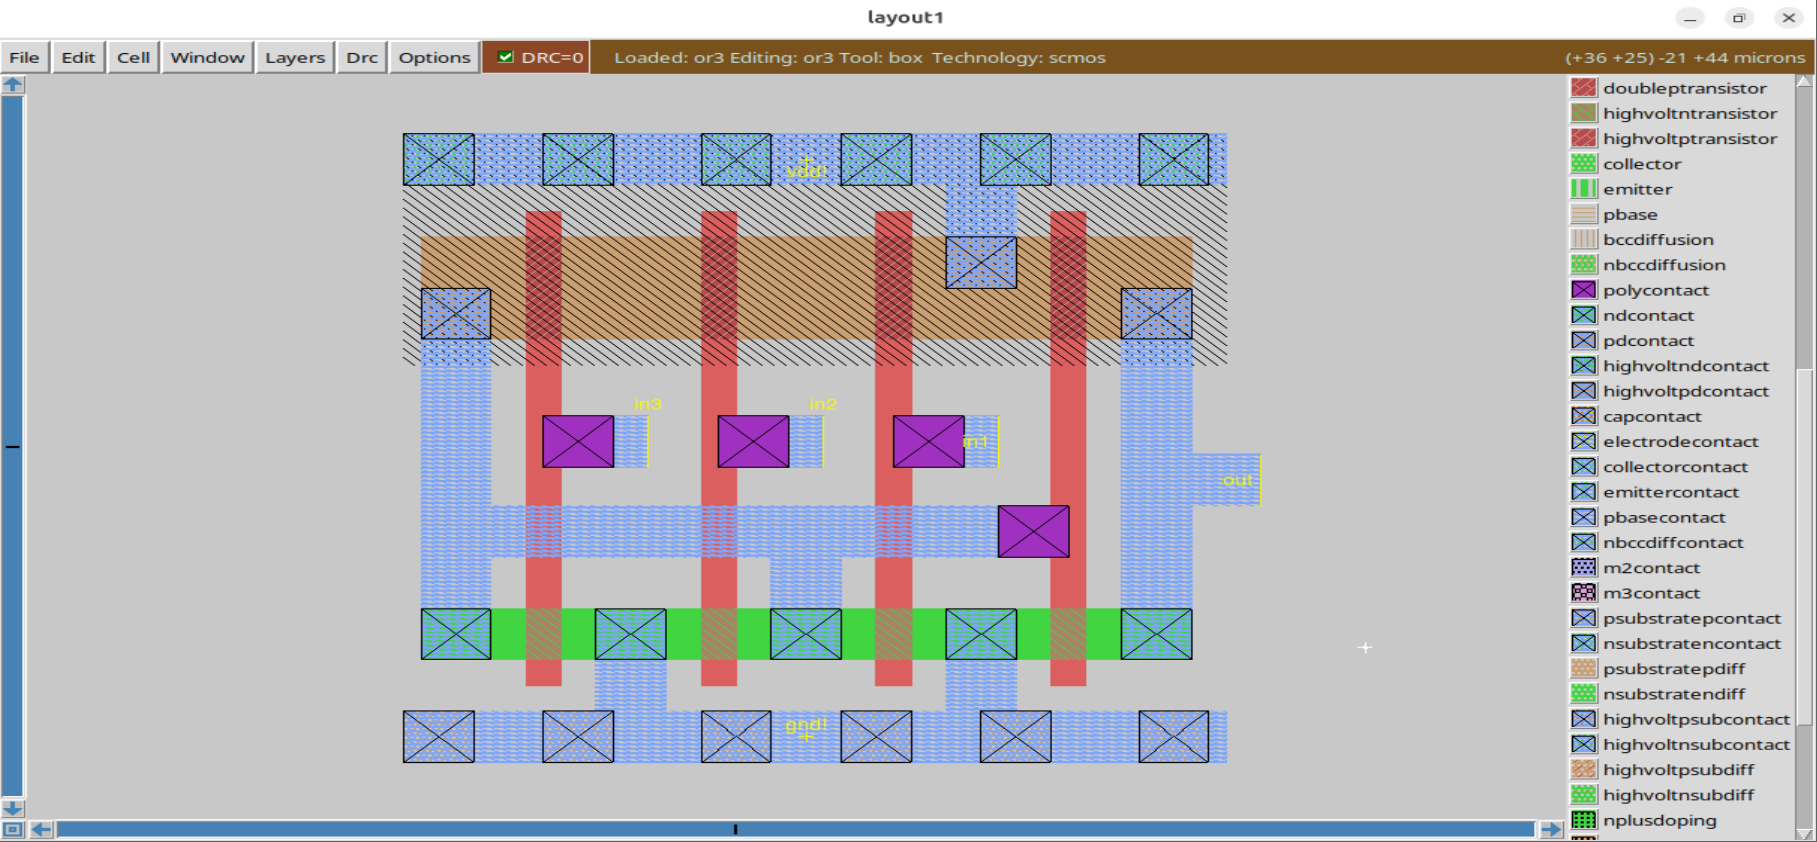 layout1
File Edit Cell Window Layers Drc Options DRC=0 Loaded: or3 Editing: or3 Tool: box Technology: scmos (+36 +25) -21 +44 microns
vdd!
in3
in2
in1
out
gnd!
doubleptransistor
highvoltntransistor
highvoltptransistor
collector
emitter
pbase
bccdiffusion
nbccdiffusion
polycontact
ndcontact
pdcontact
highvoltndcontact
highvoltpdcontact
capcontact
electrodecontact
collectorcontact
emittercontact
pbasecontact
nbccdiffcontact
m2contact
m3contact
psubstratepcontact
nsubstratencontact
psubstratepdiff
nsubstratendiff
highvoltpsubcontact
highvoltnsubcontact
highvoltpsubdiff
highvoltnsubdiff
nplusdoping